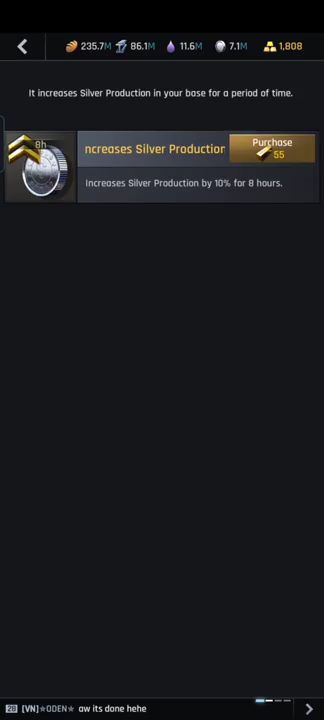 235.7M 86.1M 11.6M 7.1M 1,808
It increases Silver Production in your base for a period of time.
8h
ncreases Silver Production
Purchase
55
Increases Silver Production by 10% for 8 hours.
20 [VN]★ODEN★ aw its done hehe